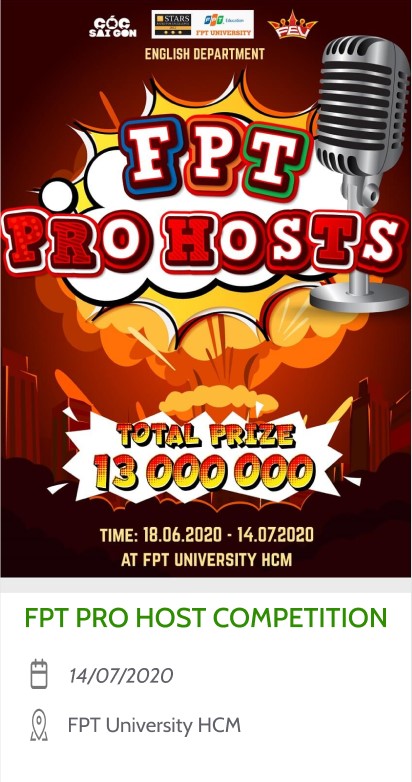 GÓC
SÀI GÒN
STARS
FPT Education
FPT UNIVERSITY
FEV
ENGLISH DEPARTMENT
FPT
PRO HOSTS
TOTAL PRIZE
13 000 000
TIME: 18.06.2020 - 14.07.2020
AT FPT UNIVERSITY HCM
FPT PRO HOST COMPETITION
14/07/2020
FPT University HCM